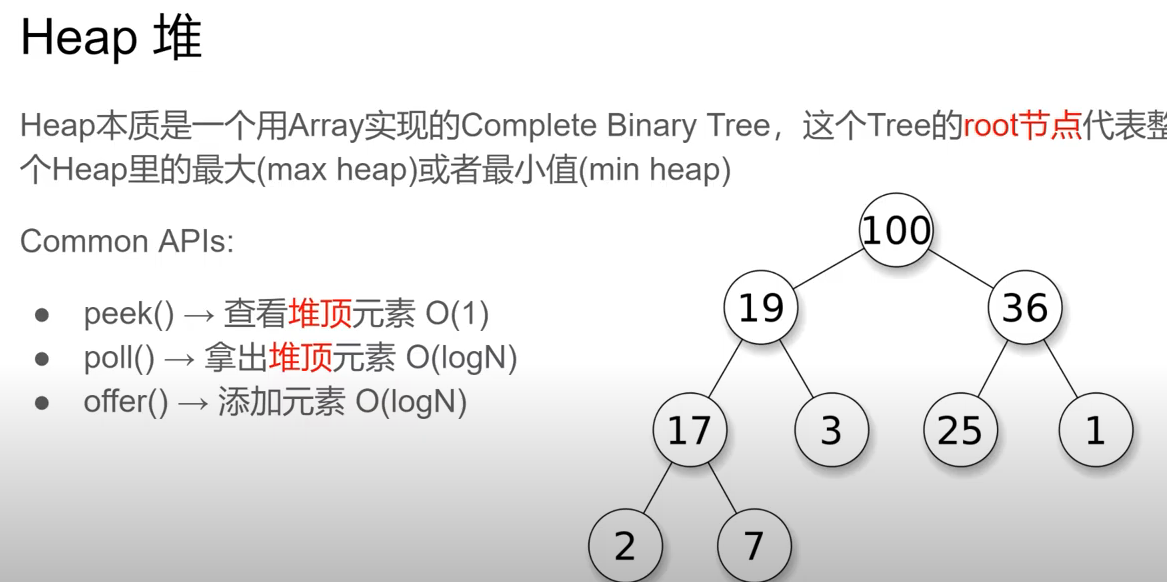 Heap 堆
Heap本质是一个用Array实现的Complete Binary Tree，这个Tree的root节点代表整
个Heap里的最大(max heap)或者最小值(min heap)
Common APIs:
● peek() → 查看堆顶元素 O(1)
● poll() → 拿出堆顶元素 O(logN)
● offer() → 添加元素 O(logN)
100
19 36
17 3 25 1
2 7